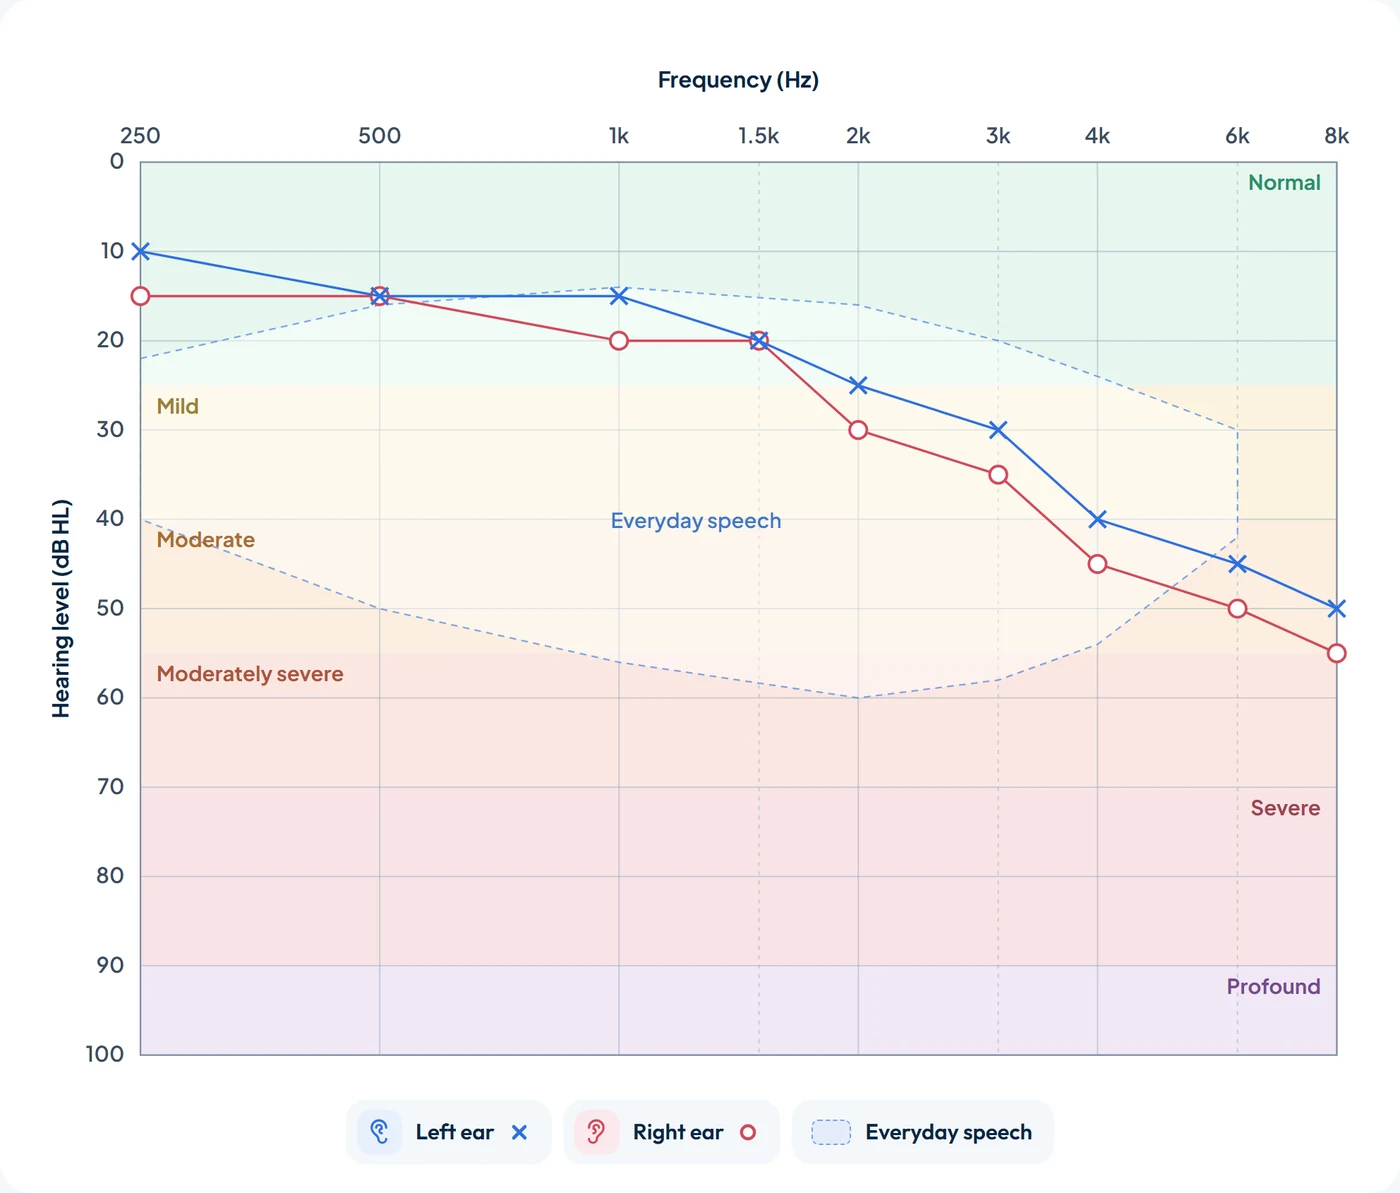 Frequency (Hz)
250 500 1k 1.5k 2k 3k 4k 6k 8k
0
Normal
10
20
Mild
30
40
Everyday speech
Moderate
50
Hearing level (dB HL)
Moderately severe
60
70
Severe
80
90
Profound
100
Left ear
Right ear
Everyday speech